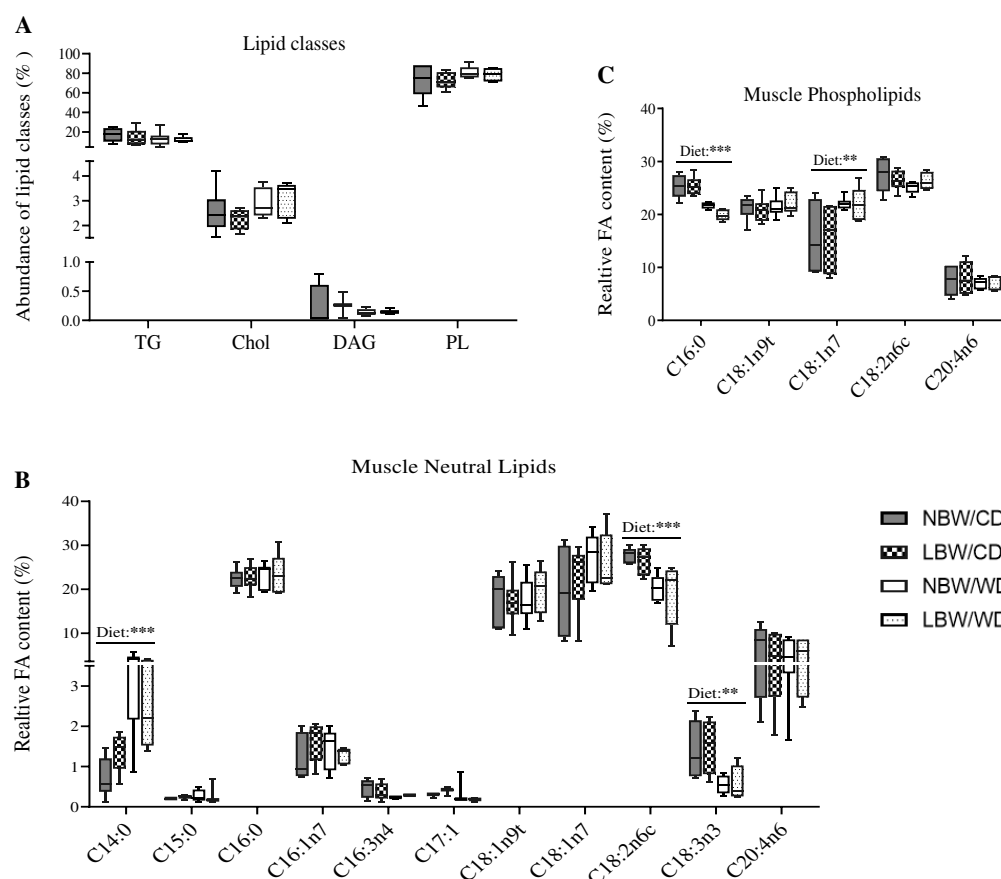 A
Lipid classes
Abundance of lipid classes (% )
100
80
60
40
20
3
2
1.0
0.5
0.0
TG
Chol
DAG
PL
C
Muscle Phospholipids
Realtive FA content (%)
40
30
20
10
0
Diet:***
Diet:**
C16:0
C18:1n9t
C18:1n7
C18:2n6c
C20:4n6
B
Muscle Neutral Lipids
Realtive FA content (%)
40
30
20
10
3
2
1
0
Diet:***
Diet:***
Diet:**
C14:0
C15:0
C16:0
C16:1n7
C16:3n4
C17:1
C18:1n9t
C18:1n7
C18:2n6c
C18:3n3
C20:4n6
NBW/CD
LBW/CD
NBW/WD
LBW/WD